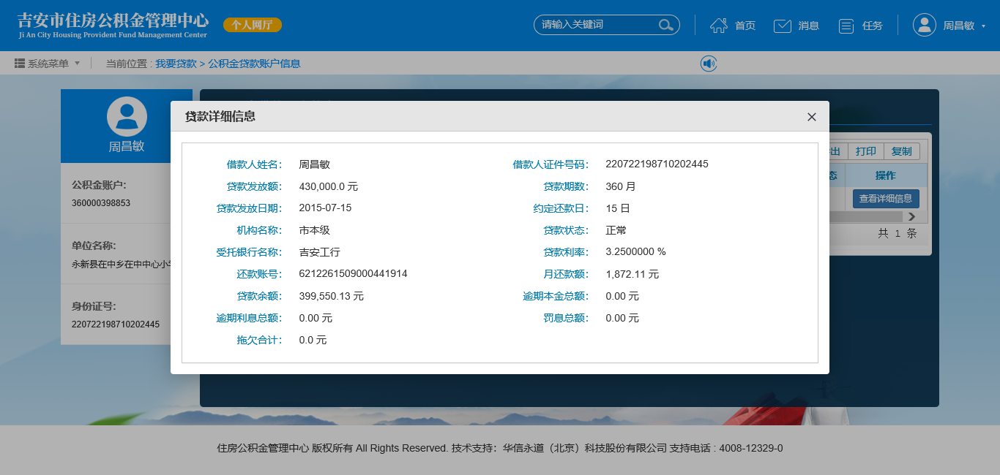 吉安市住房公积金管理中心
Ji An City Housing Provident Fund Management Center
个人网厅
请输入关键词
首页
消息
任务
周昌敏
系统菜单
当前位置 : 我要贷款 > 公积金贷款账户信息
周昌敏
公积金账户:
360000398853
单位名称:
永新县在中乡在中中心小
身份证号:
220722198710202445
贷款详细信息
借款人姓名： 周昌敏 借款人证件号码： 220722198710202445
贷款发放额： 430,000.0 元 贷款期数： 360 月
贷款发放日期： 2015-07-15 约定还款日： 15 日
机构名称： 市本级 贷款状态： 正常
受托银行名称： 吉安工行 贷款利率： 3.2500000 %
还款账号： 6212261509000441914 月还款额： 1,872.11 元
贷款余额： 399,550.13 元 逾期本金总额： 0.00 元
逾期利息总额： 0.00 元 罚息总额： 0.00 元
拖欠合计： 0.0 元
出 打印 复制
态 操作
查看详细信息
共 1 条
住房公积金管理中心 版权所有 All Rights Reserved. 技术支持：华信永道（北京）科技股份有限公司 支持电话 : 4008-12329-0